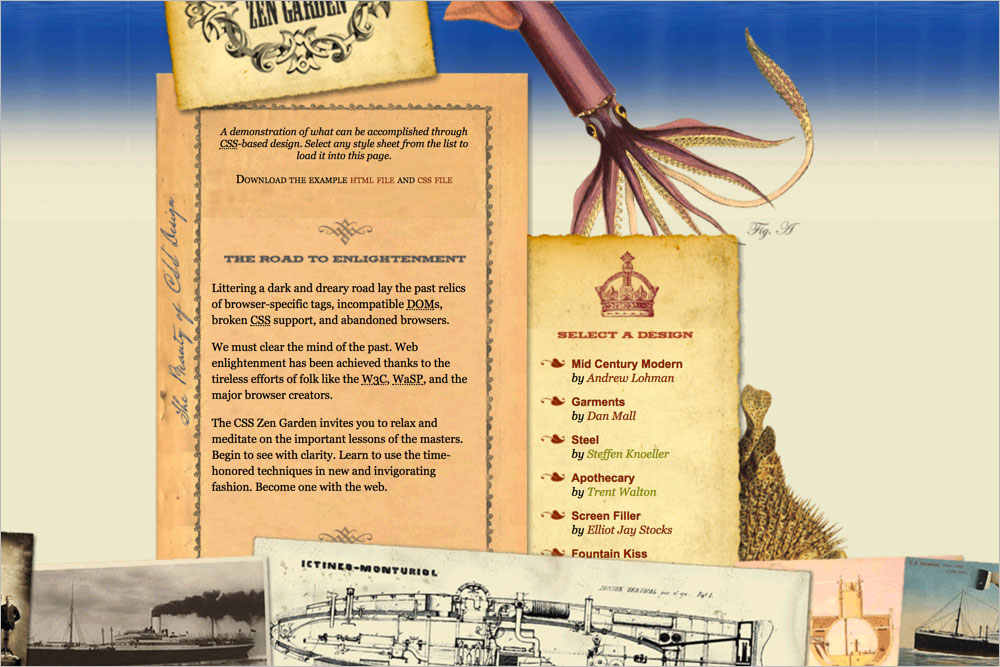 ZEN GARDEN
A demonstration of what can be accomplished through
CSS-based design. Select any style sheet from the list to
load it into this page.
Download the example html file and css file
The Beauty of CSS Design
THE ROAD TO ENLIGHTENMENT
Littering a dark and dreary road lay the past relics
of browser-specific tags, incompatible DOMs,
broken CSS support, and abandoned browsers.
We must clear the mind of the past. Web
enlightenment has been achieved thanks to the
tireless efforts of folk like the W3C, WaSP, and the
major browser creators.
The CSS Zen Garden invites you to relax and
meditate on the important lessons of the masters.
Begin to see with clarity. Learn to use the time-
honored techniques in new and invigorating
fashion. Become one with the web.
Fig. A
SELECT A DESIGN
Mid Century Modern
by Andrew Lohman
Garments
by Dan Mall
Steel
by Steffen Knoeller
Apothecary
by Trent Walton
Screen Filler
by Elliot Jay Stocks
Fountain Kiss
ICTINEO-MONTURIOL